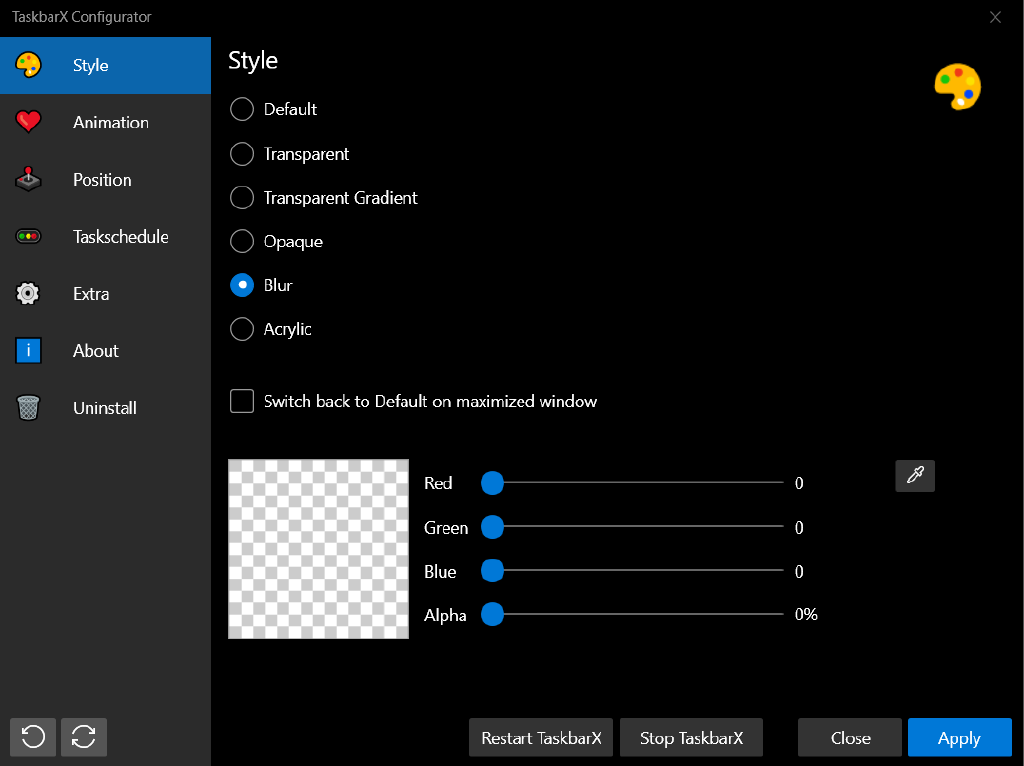 TaskbarX Configurator
Style
Animation
Position
Taskschedule
Extra
About
Uninstall
Style
Default
Transparent
Transparent Gradient
Opaque
Blur
Acrylic
Switch back to Default on maximized window
Red 0
Green 0
Blue 0
Alpha 0%
Restart TaskbarX Stop TaskbarX Close Apply